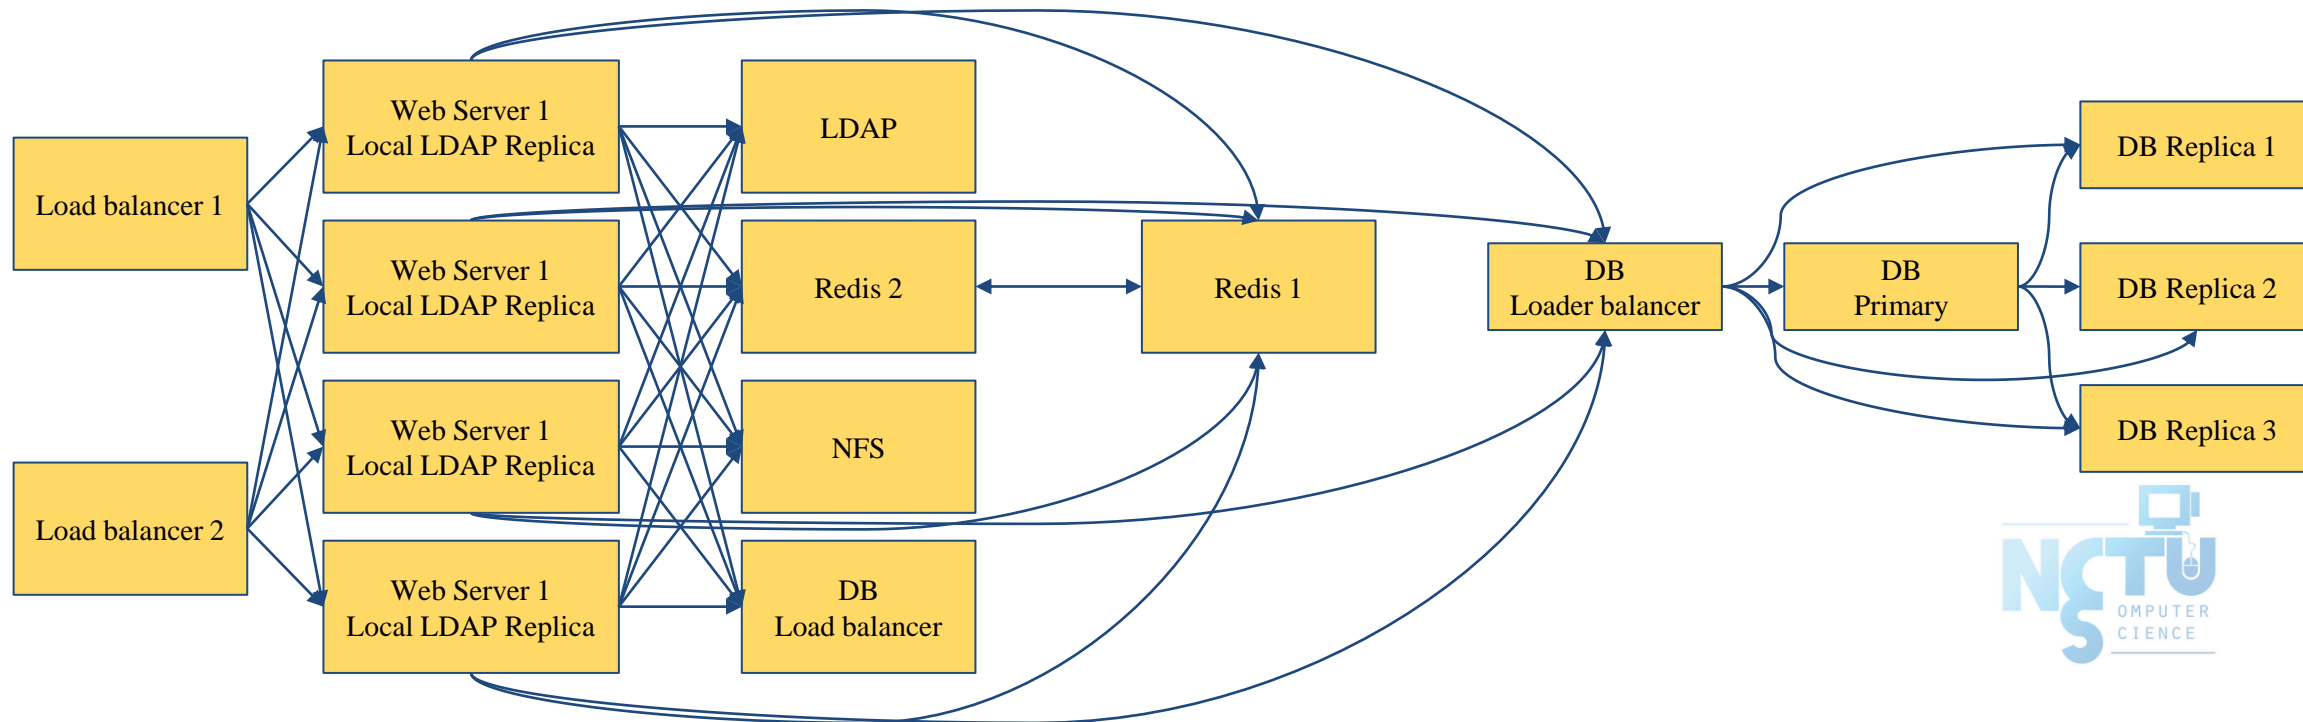 Load balancer 1
Load balancer 2
Web Server 1
Local LDAP Replica
Web Server 1
Local LDAP Replica
Web Server 1
Local LDAP Replica
Web Server 1
Local LDAP Replica
LDAP
Redis 2
NFS
DB
Load balancer
Redis 1
DB
Loader balancer
DB
Primary
DB Replica 1
DB Replica 2
DB Replica 3
NCTU
OMPUTER
S CIENCE